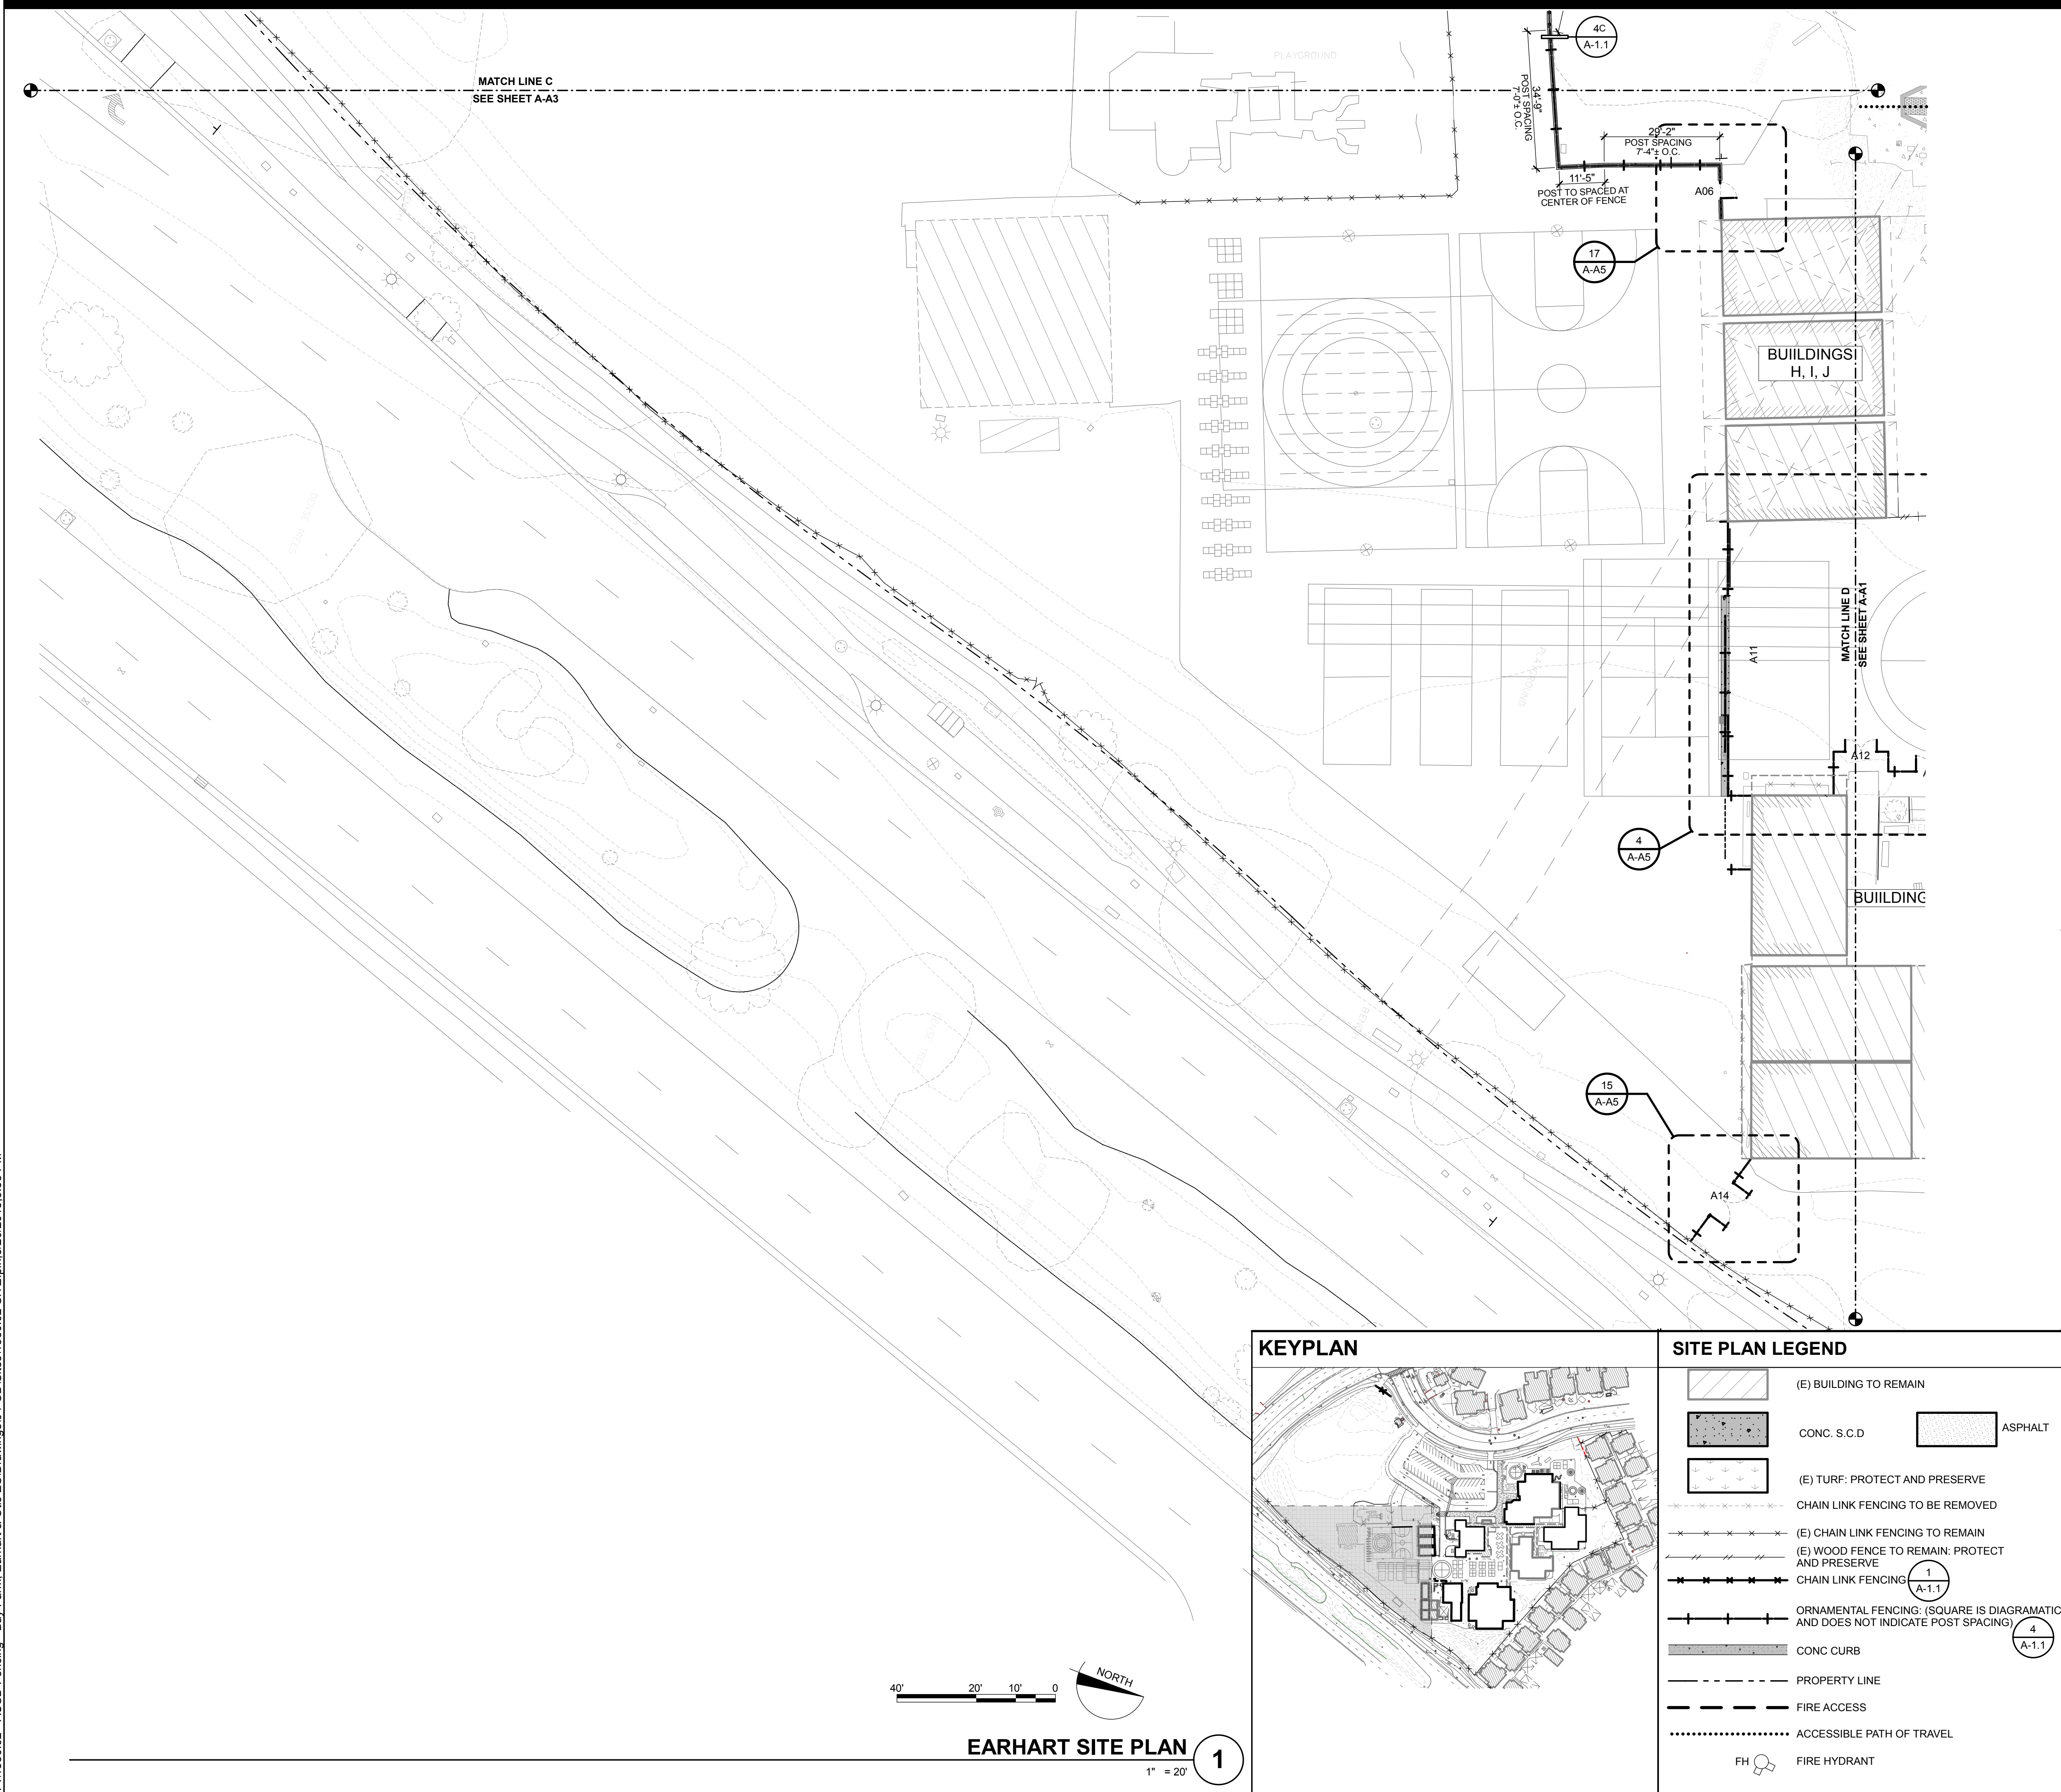 4C
A-1.1
PLAYGROUND
MATCH LINE C
SEE SHEET A-A3
34'-9"
POST SPACING
7'-0"± O.C.
29'-2"
POST SPACING
7'-4"± O.C.
11'-5"
POST TO SPACED AT
CENTER OF FENCE
A06
17
A-A5
BUIILDINGS
H, I, J
MATCH LINE D
SEE SHEET A-A1
A11
PLAYGROUND
A12
4
A-A5
BUIILDING
15
A-A5
A14
KEYPLAN
SITE PLAN LEGEND
(E) BUILDING TO REMAIN
CONC. S.C.D
ASPHALT
(E) TURF: PROTECT AND PRESERVE
CHAIN LINK FENCING TO BE REMOVED
(E) CHAIN LINK FENCING TO REMAIN
(E) WOOD FENCE TO REMAIN: PROTECT
AND PRESERVE
CHAIN LINK FENCING
1
A-1.1
ORNAMENTAL FENCING: (SQUARE IS DIAGRAMATIC
AND DOES NOT INDICATE POST SPACING)
4
A-1.1
CONC CURB
PROPERTY LINE
FIRE ACCESS
ACCESSIBLE PATH OF TRAVEL
FH
FIRE HYDRANT
40'
20'
10'
0
NORTH
EARHART SITE PLAN
1
1" = 20'